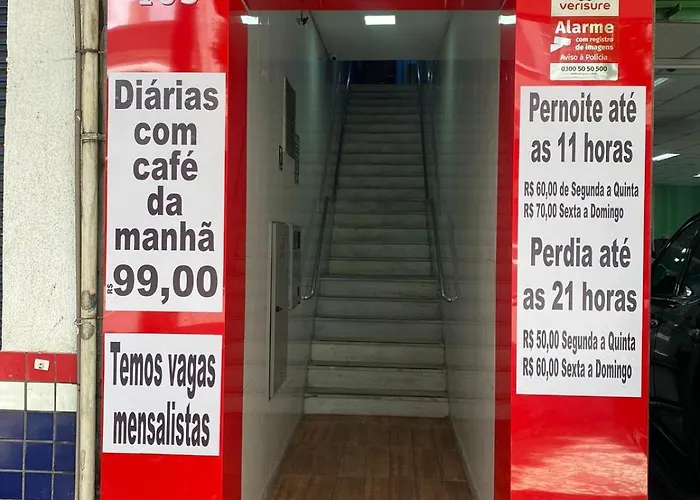 Diárias
com
café
da
manhã
R$ 99,00
Temos vagas
mensalistas
verisure
Alarme
com registro
de imagens
Aviso à Polícia
0300 50 50 500
Pernoite até
as 11 horas
R$ 60,00 de Segunda a Quinta
R$ 70,00 Sexta a Domingo
Perdia até
as 21 horas
R$ 50,00 Segunda a Quinta
R$ 60,00 Sexta a Domingo